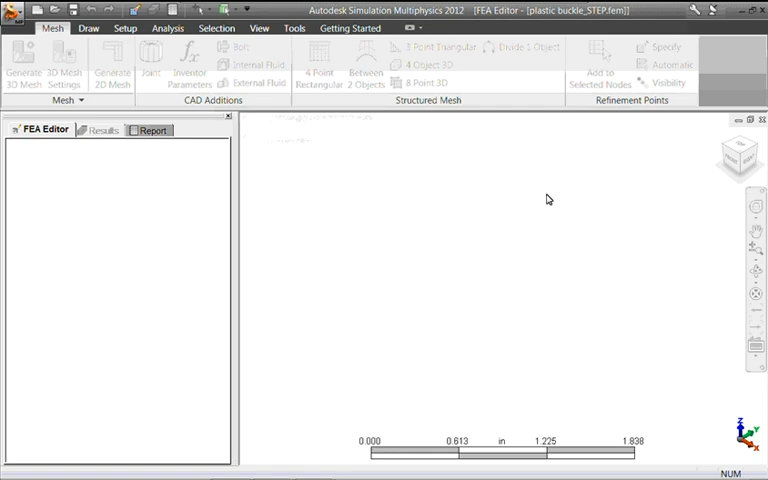 Autodesk Simulation Multiphysics 2012 [FEA Editor - [plastic buckle_STEP.fem]]
Mesh Draw Setup Analysis Selection View Tools Getting Started
Generate 3D Mesh
3D Mesh Settings
Generate 2D Mesh
Mesh
Joint
Inventor Parameters
Bolt
Internal Fluid
External Fluid
CAD Additions
4 Point Rectangular
Between 2 Objects
3 Point Triangular
4 Object 3D
8 Point 3D
Divide 1 Object
Structured Mesh
Add to Selected Nodes
Specify
Automatic
Visibility
Refinement Points
FEA Editor Results Report
FRONT RIGHT
0.000 0.613 in 1.225 1.838
Z
Y
X
NUM